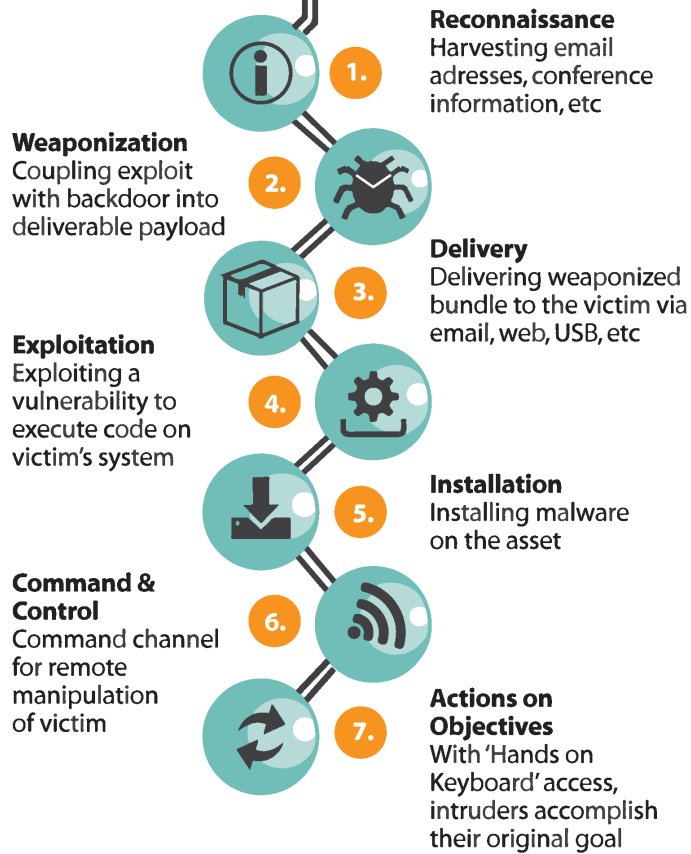 1.
Reconnaissance
Harvesting email
adresses, conference
information, etc
2.
Weaponization
Coupling exploit
with backdoor into
deliverable payload
3.
Delivery
Delivering weaponized
bundle to the victim via
email, web, USB, etc
4.
Exploitation
Exploiting a
vulnerability to
execute code on
victim's system
5.
Installation
Installing malware
on the asset
6.
Command &
Control
Command channel
for remote
manipulation
of victim
7.
Actions on
Objectives
With 'Hands on
Keyboard' access,
intruders accomplish
their original goal